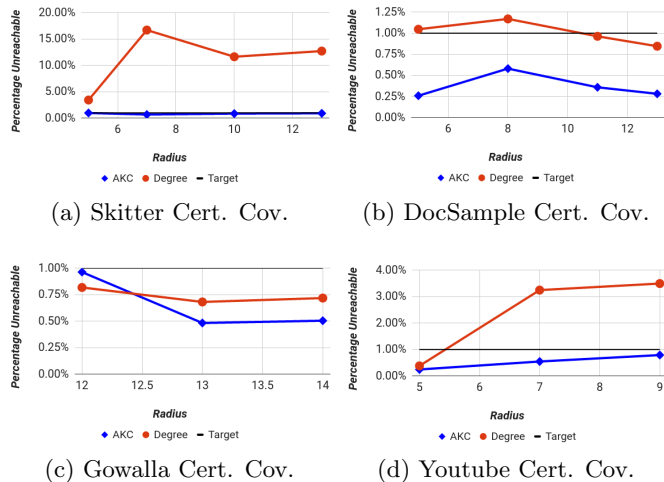 20.00%
15.00%
10.00%
5.00%
0.00%
Percentage Unreachable
6 8 10 12
Radius
AKC Degree Target
(a) Skitter Cert. Cov.
1.25%
1.00%
0.75%
0.50%
0.25%
0.00%
Percentage Unreachable
6 8 10 12
Radius
AKC Degree Target
(b) DocSample Cert. Cov.
1.00%
0.75%
0.50%
0.25%
0.00%
Percentage Unreachable
12 12.5 13 13.5 14
Radius
AKC Degree Target
(c) Gowalla Cert. Cov.
4.00%
3.00%
2.00%
1.00%
0.00%
Percentage Unreachable
5 6 7 8 9
Radius
AKC Degree Target
(d) Youtube Cert. Cov.